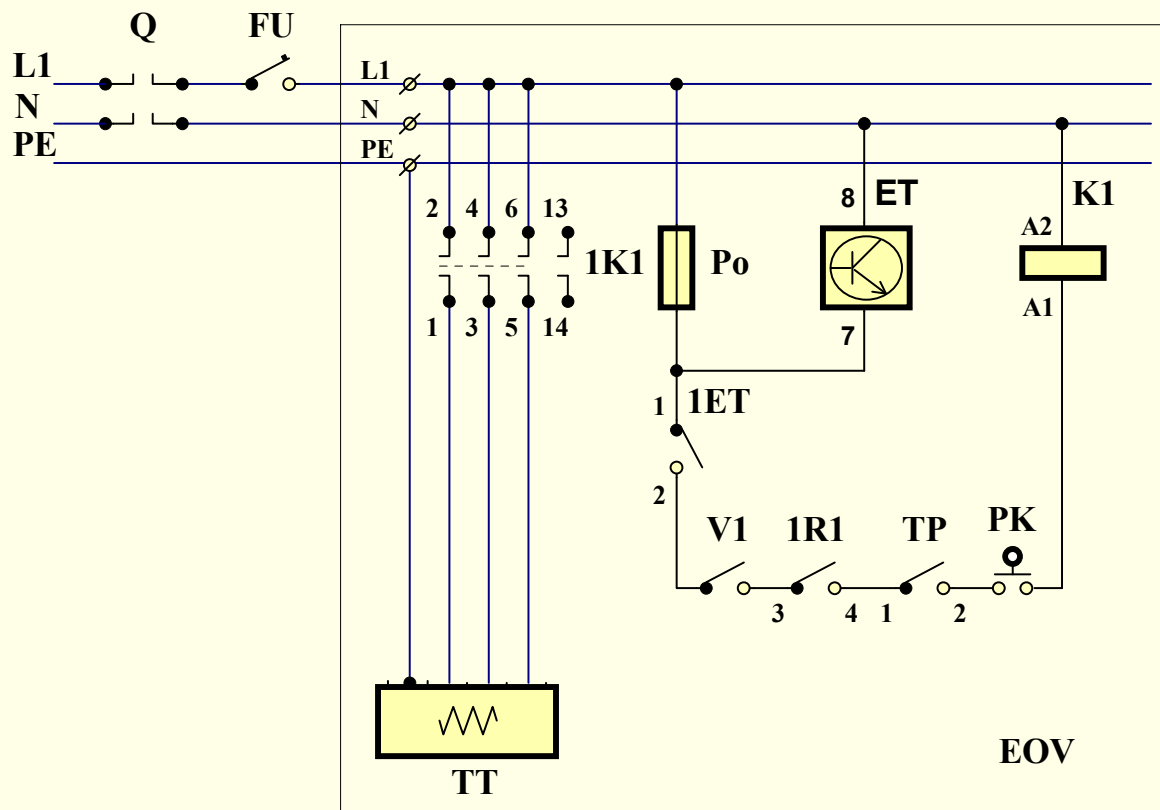 Q FU
L1 L1
N N
PE PE
8 ET K1
2 4 6 13
A2
1K1 Po
A1
1 3 5 14
7
1 1ET
2
V1 1R1 TP PK
3 4 1 2
EOV
TT